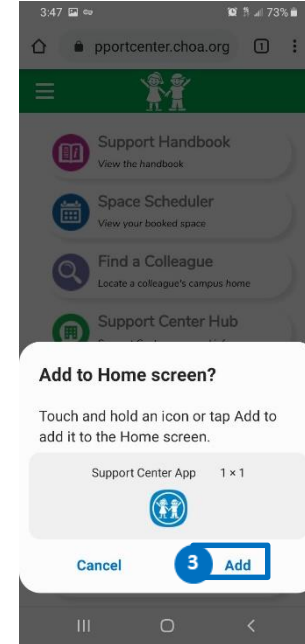 3:47 73%
pportcenter.choa.org 1
Support Handbook
View the handbook
Space Scheduler
View your booked space
Find a Colleague
Locate a colleague's campus home
Support Center Hub
Add to Home screen?
Touch and hold an icon or tap Add to
add it to the Home screen.
Support Center App 1 × 1
Cancel 3 Add